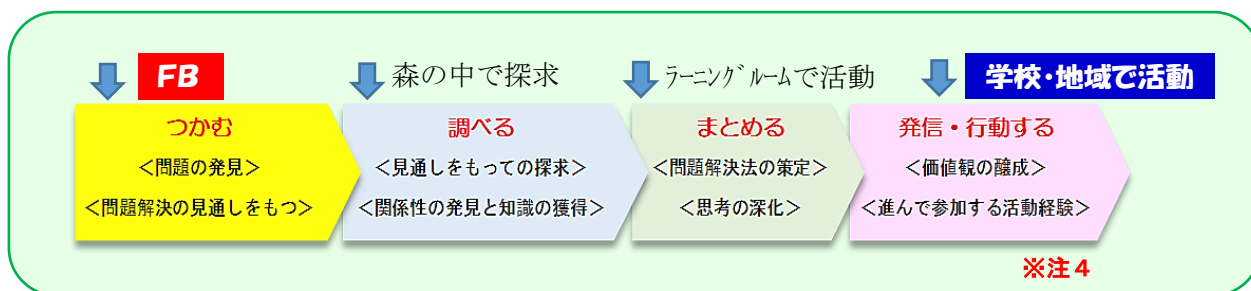 FB
森の中で探求
ラーニングルームで活動
学校・地域で活動
つかむ
<問題の発見>
<問題解決の見通しをもつ>
調べる
<見通しをもっての探求>
<関係性の発見と知識の獲得>
まとめる
<問題解決法の策定>
<思考の深化>
発信・行動する
<価値観の醸成>
<進んで参加する活動経験>
※注4